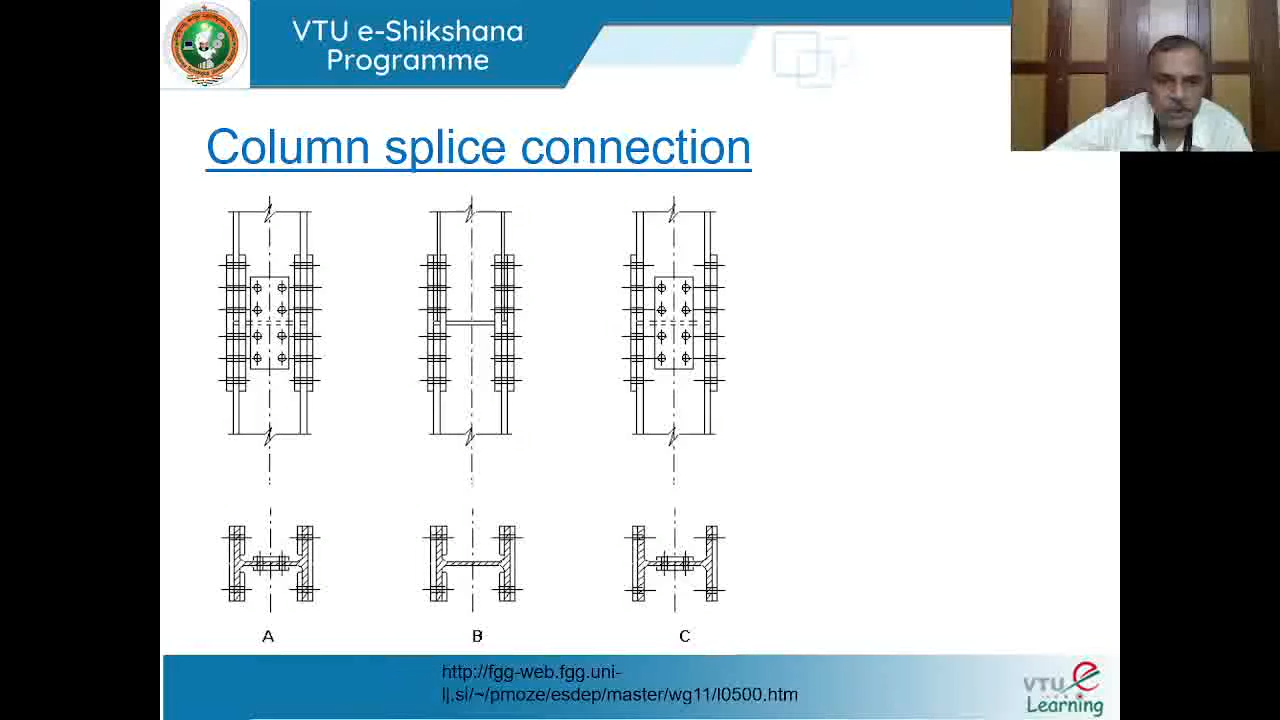 VTU e-Shikshana
Programme
Column splice connection
A
B
C
http://fgg-web.fgg.uni-
lj.si/~/pmoze/esdep/master/wg11/l0500.htm
VTU e
Learning